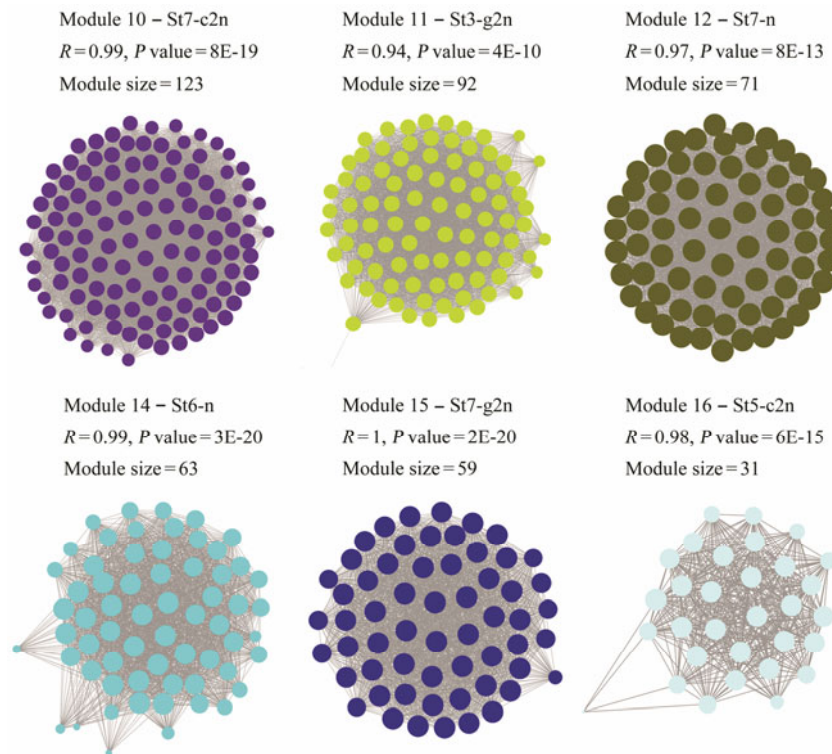 Module 10 – St7-c2n
R=0.99, P value=8E-19
Module size=123
Module 11 – St3-g2n
R=0.94, P value=4E-10
Module size=92
Module 12 – St7-n
R=0.97, P value=8E-13
Module size=71
Module 14 – St6-n
R=0.99, P value=3E-20
Module size=63
Module 15 – St7-g2n
R=1, P value=2E-20
Module size=59
Module 16 – St5-c2n
R=0.98, P value=6E-15
Module size=31